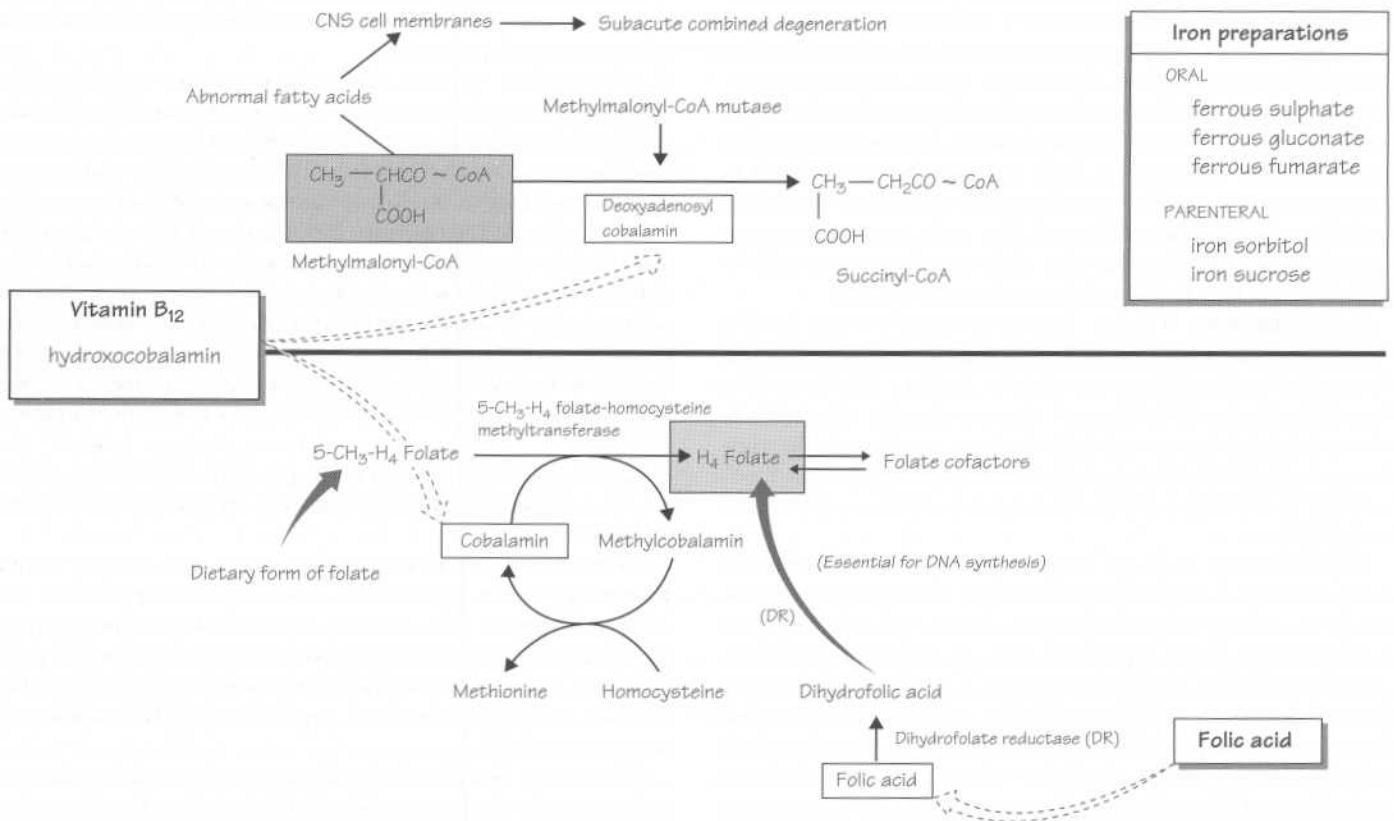 CNS cell membranes
Subacute combined degeneration
Abnormal fatty acids
Methylmalonyl-CoA mutase
CH₃ — CHCO ~ CoA
COOH
Methylmalonyl-CoA
Deoxyadenosyl
cobalamin
CH₃ — CH₂CO ~ CoA
COOH
Succinyl-CoA
Iron preparations
ORAL
ferrous sulphate
ferrous gluconate
ferrous fumarate
PARENTERAL
iron sorbitol
iron sucrose
Vitamin B₁₂
hydroxocobalamin
5-CH₃-H₄ folate-homocysteine
methyltransferase
5-CH₃-H₄ Folate
H₄ Folate
Folate cofactors
Dietary form of folate
Cobalamin
Methylcobalamin
(Essential for DNA synthesis)
(DR)
Methionine
Homocysteine
Dihydrofolic acid
Dihydrofolate reductase (DR)
Folic acid
Folic acid